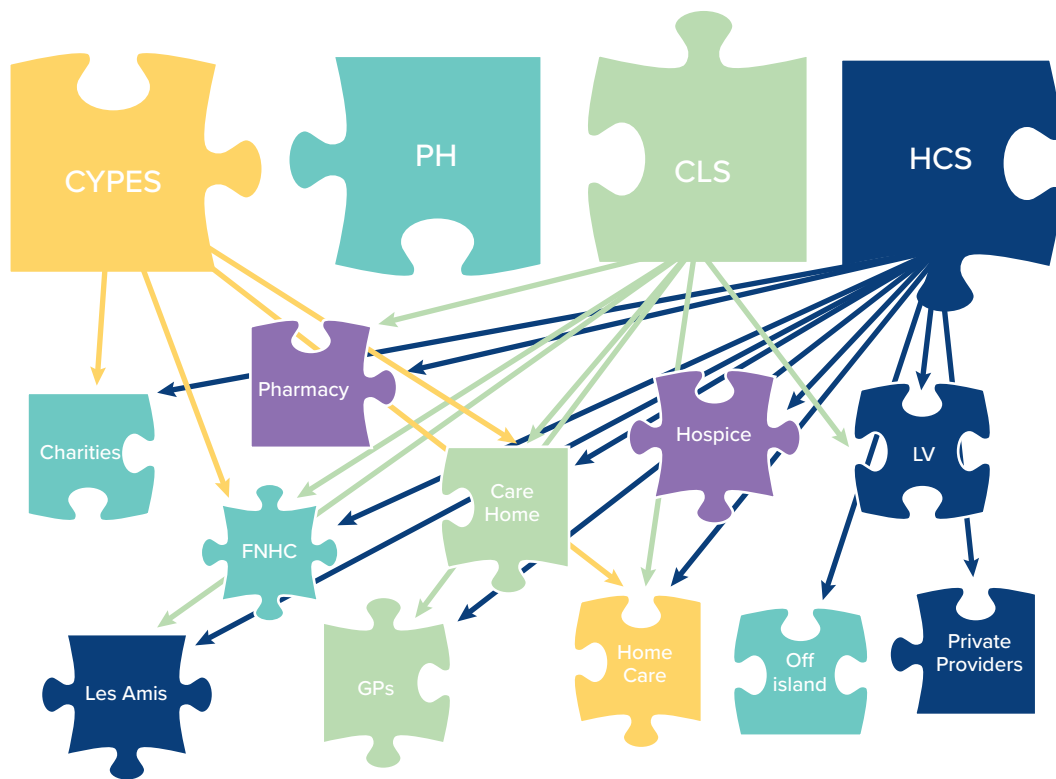 CYPES
PH
CLS
HCS
Pharmacy
Charities
Hospice
LV
Care
Home
FNHC
Les Amis
GPs
Home
Care
Off
island
Private
Providers